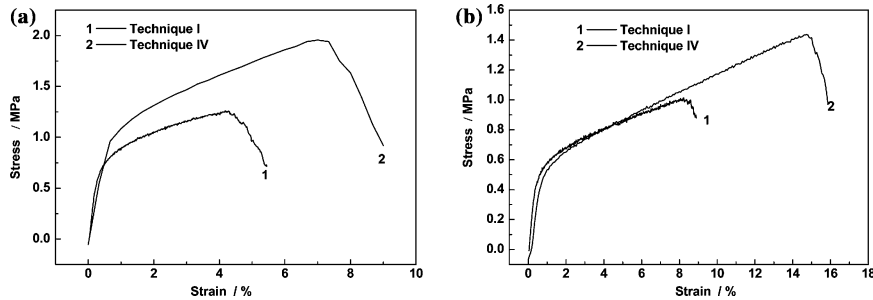 (a)
1 Technique I
2 Technique IV
Stress / MPa
2.0
1.5
1.0
0.5
0.0
1
2
0 2 4 6 8 10
Strain / %
(b)
1 Technique I
2 Technique IV
Stress / MPa
1.6
1.4
1.2
1.0
0.8
0.6
0.4
0.2
0.0
1
2
0 2 4 6 8 10 12 14 16 18
Strain / %